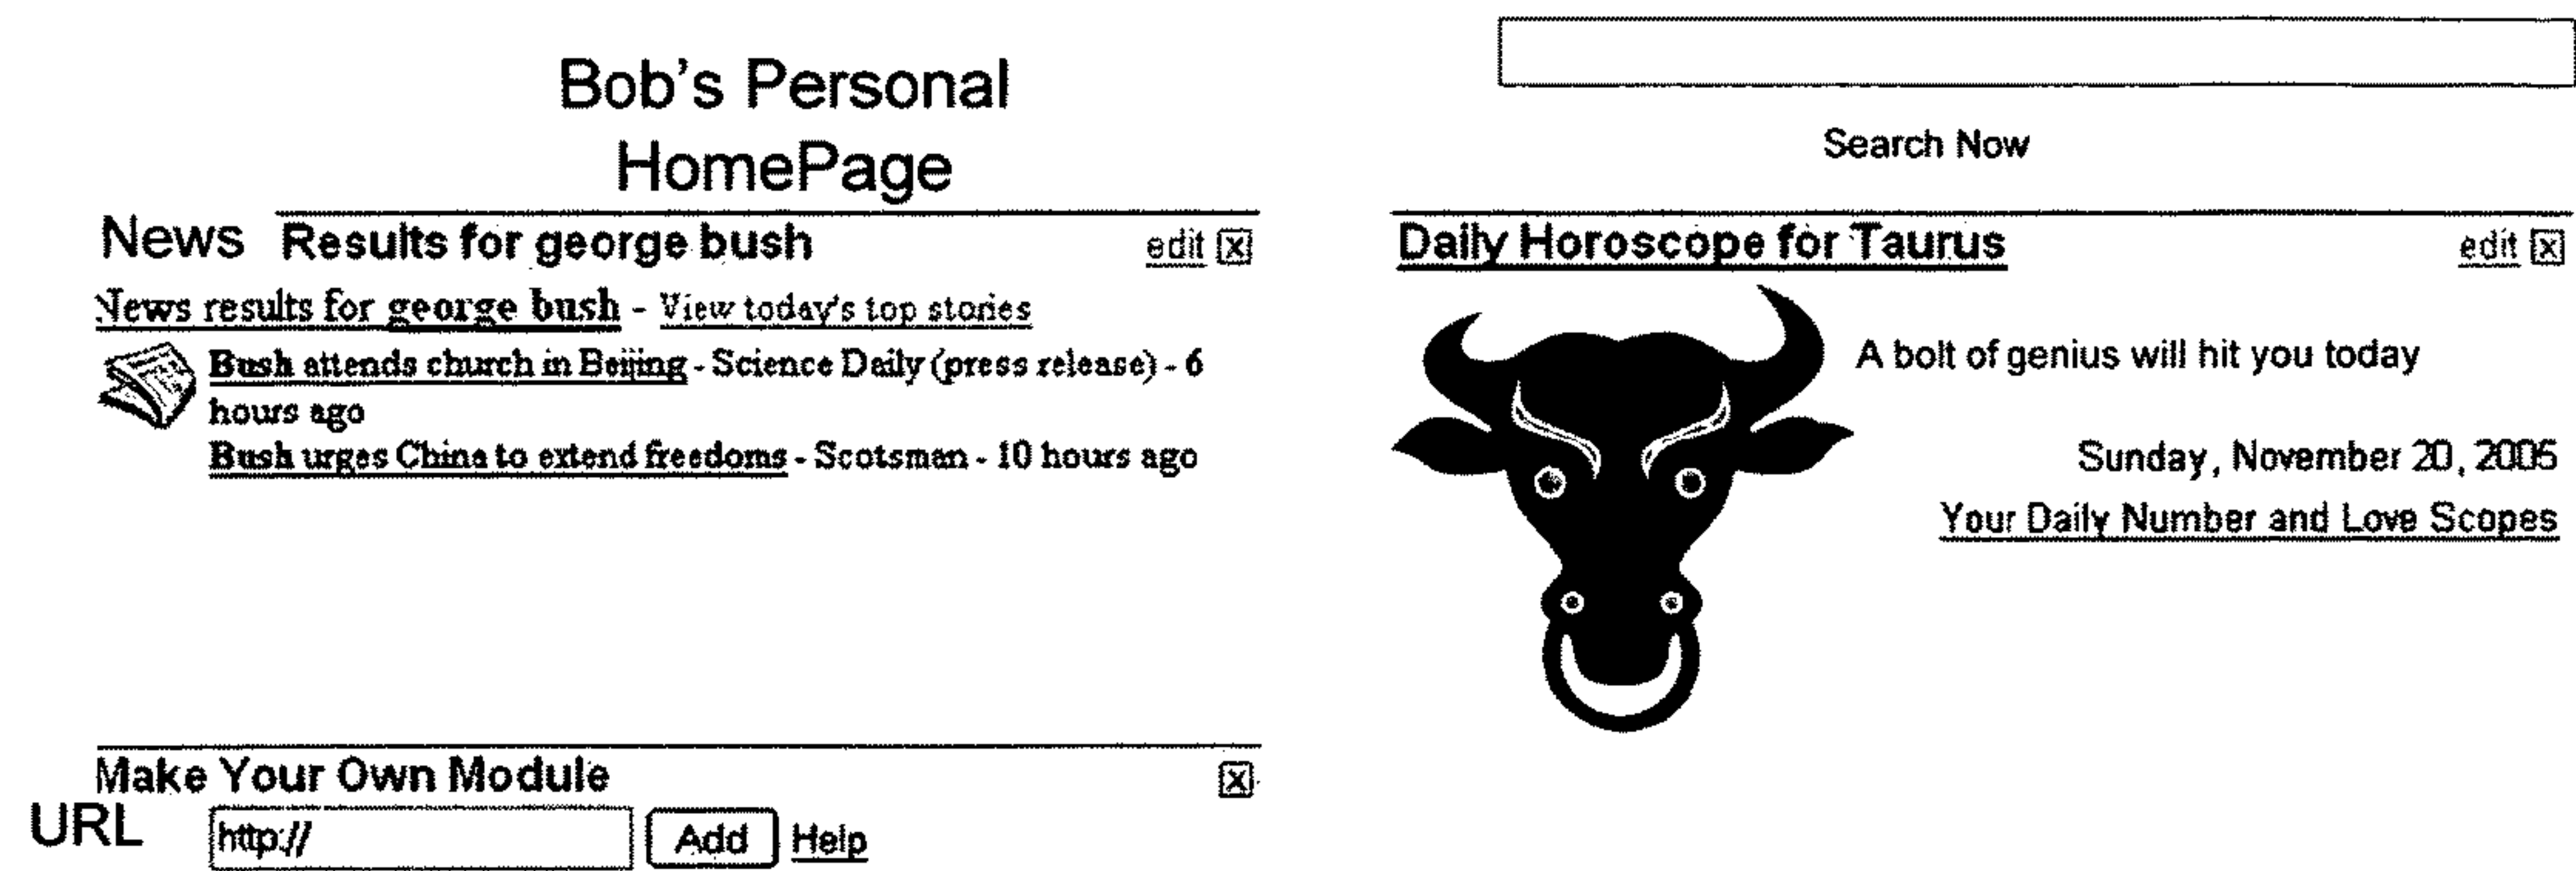 Bob's Personal
HomePage
Search Now
News Results for george bush edit x
News results for george bush - View today's top stories
Bush attends church in Beijing - Science Daily (press release) - 6
hours ago
Bush urges China to extend freedoms - Scotsman - 10 hours ago
Daily Horoscope for Taurus edit x
A bolt of genius will hit you today
Sunday, November 20, 2005
Your Daily Number and Love Scopes
Make Your Own Module x
URL http:// Add Help